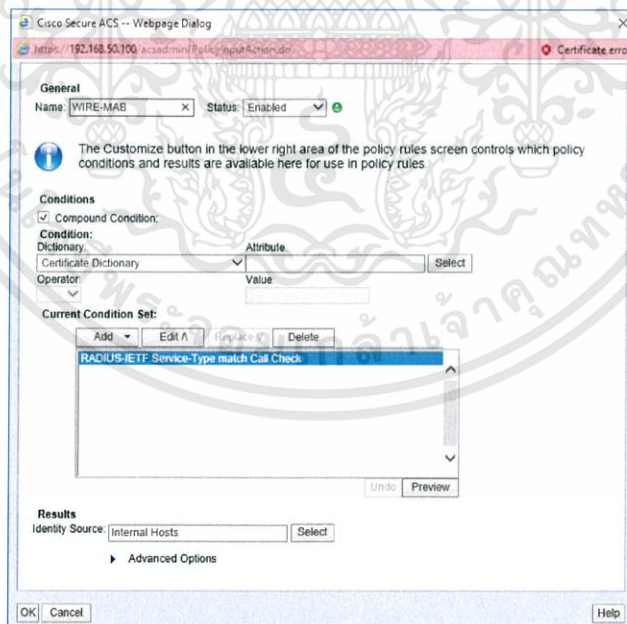 Cisco Secure ACS -- Webpage Dialog
https://192.168.50.100/acsadmin/PolicyInputAction.do
Certificate erro
General
Name: WIRE-MAB X Status: Enabled
The Customize button in the lower right area of the policy rules screen controls which policy
conditions and results are available here for use in policy rules.
Conditions
Compound Condition:
Condition:
Dictionary: Attribute:
Certificate Dictionary Select
Operator: Value:
Current Condition Set:
Add Edit Λ Replace V Delete
RADIUS-IETF Service-Type match Call Check
Undo Preview
Results
Identity Source: Internal Hosts Select
Advanced Options
OK Cancel Help